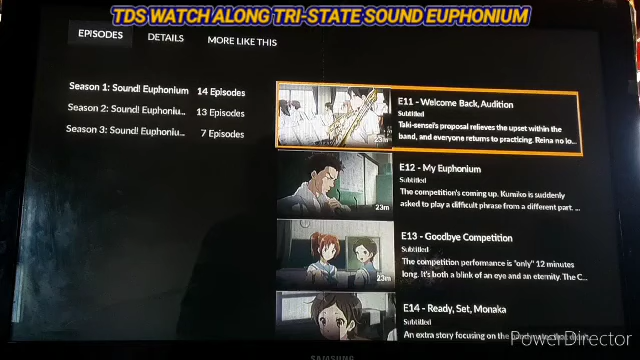 TDS WATCH ALONG TRI-STATE SOUND EUPHONIUM
EPISODES
DETAILS
MORE LIKE THIS
Season 1: Sound! Euphonium 14 Episodes
Season 2: Sound! Euphoniu... 13 Episodes
Season 3: Sound! Euphoniu... 7 Episodes
E11 - Welcome Back, Audition
Subtitled
Taki-sensei's proposal relieves the upset within the
band, and everyone returns to practicing. Reina no lo...
23m
E12 - My Euphonium
Subtitled
The competition's coming up. Kumiko is suddenly
asked to play a difficult phrase from a different part. ...
23m
E13 - Goodbye Competition
Subtitled
The competition performance is "only" 12 minutes
long. It's both a blink of an eye and an eternity. The C...
23m
E14 - Ready, Set, Monaka
Subtitled
An extra story focusing on the
PowerDirector
SAMSUNG